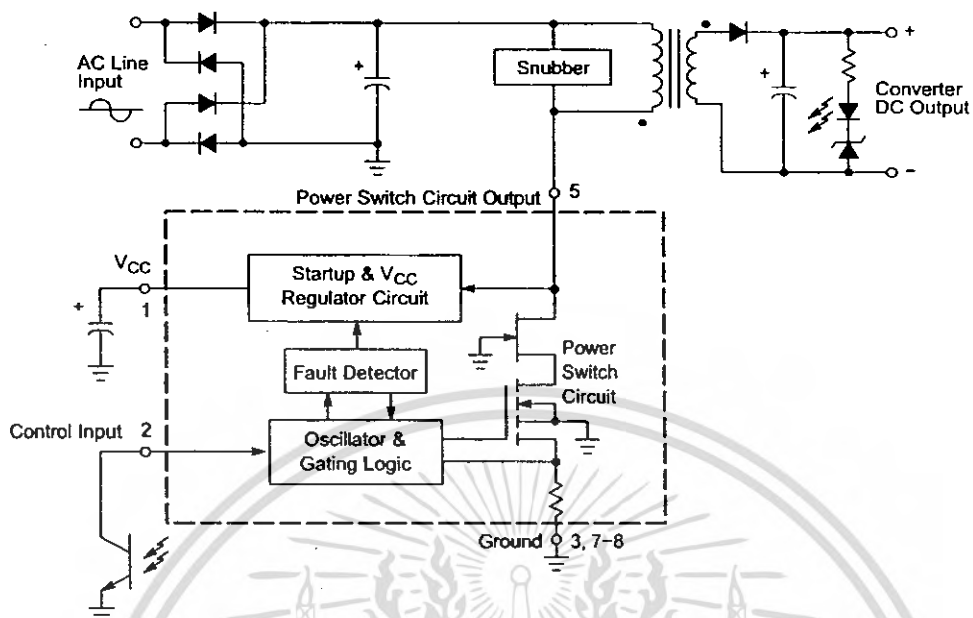 AC Line
Input
+
Snubber
+
+
Converter
DC Output
-
Power Switch Circuit Output
5
VCC
1
+
Startup & VCC
Regulator Circuit
Fault Detector
Power
Switch
Circuit
Control Input
2
Oscillator &
Gating Logic
Ground
3, 7-8